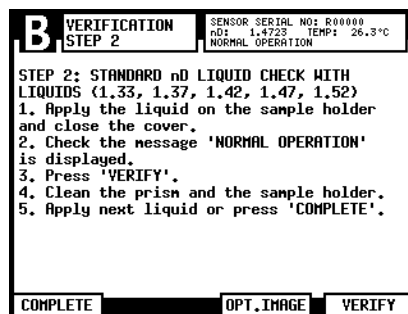 B
VERIFICATION
STEP 2
SENSOR SERIAL NO: R00000
nD: 1.4723 TEMP: 26.3°C
NORMAL OPERATION
STEP 2: STANDARD nD LIQUID CHECK WITH
LIQUIDS (1.33, 1.37, 1.42, 1.47, 1.52)
1. Apply the liquid on the sample holder
and close the cover.
2. Check the message 'NORMAL OPERATION'
is displayed.
3. Press 'VERIFY'.
4. Clean the prism and the sample holder.
5. Apply next liquid or press 'COMPLETE'.
COMPLETE OPT.IMAGE VERIFY